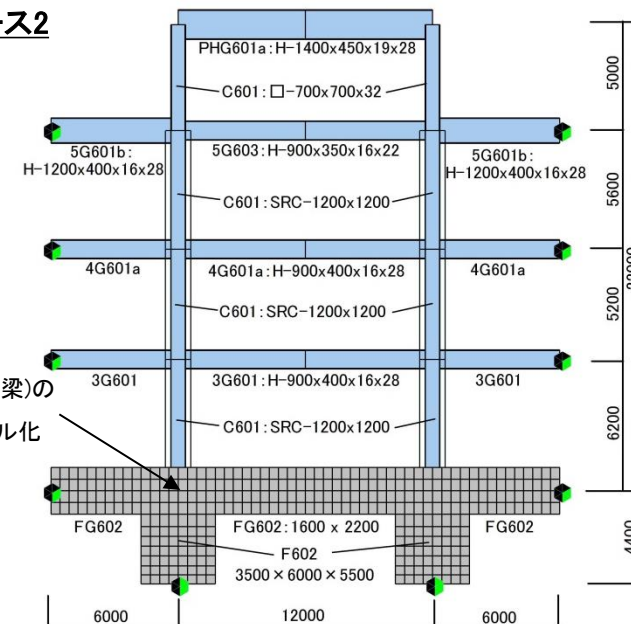 ース2
PHG601a:H-1400x450x19x28
C601:□-700x700x32
5000
5G601b:
H-1200x400x16x28
5G603:H-900x350x16x22
5G601b:
H-1200x400x16x28
C601:SRC-1200x1200
5600
4G601a
4G601a:H-900x400x16x28
4G601a
C601:SRC-1200x1200
5200
3G601
3G601:H-900x400x16x28
3G601
梁)の
ル化
C601:SRC-1200x1200
6200
FG602
FG602:1600 x 2200
FG602
F602
3500×6000×5500
4400
6000
12000
6000